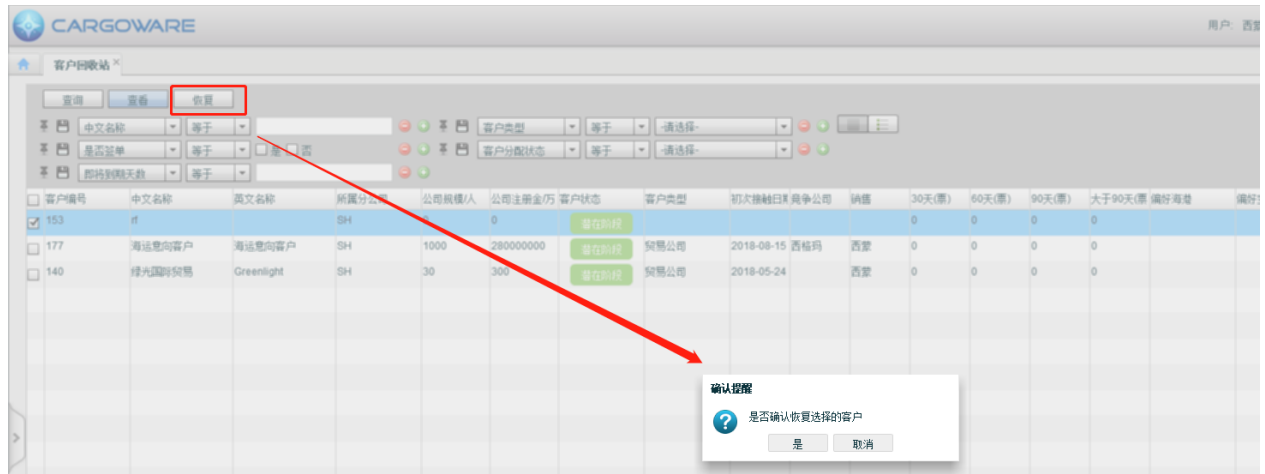 CARGOWARE 用户: 西蒙
客户回收站
查询 查看 恢复
中文名称 等于 客户类型 等于 -请选择-
是否签单 等于 是 否 客户分配状态 等于 -请选择-
即将到期天数 等于
客户编号 中文名称 英文名称 所属分公司 公司规模/人 公司注册金/万 客户状态 客户类型 初次接触日期 竞争公司 销售 30天(票) 60天(票) 90天(票) 大于90天(票 偏好海港
153 rf SH 0 0 潜在阶段 0 0 0 0
177 海运意向客户 海运意向客户 SH 1000 280000000 潜在阶段 贸易公司 2018-08-15 西格玛 西蒙 0 0 0 0
140 绿光国际贸易 Greenlight SH 30 300 潜在阶段 贸易公司 2018-05-24 西蒙 0 0 0 0
确认提醒
是否确认恢复选择的客户
是 取消